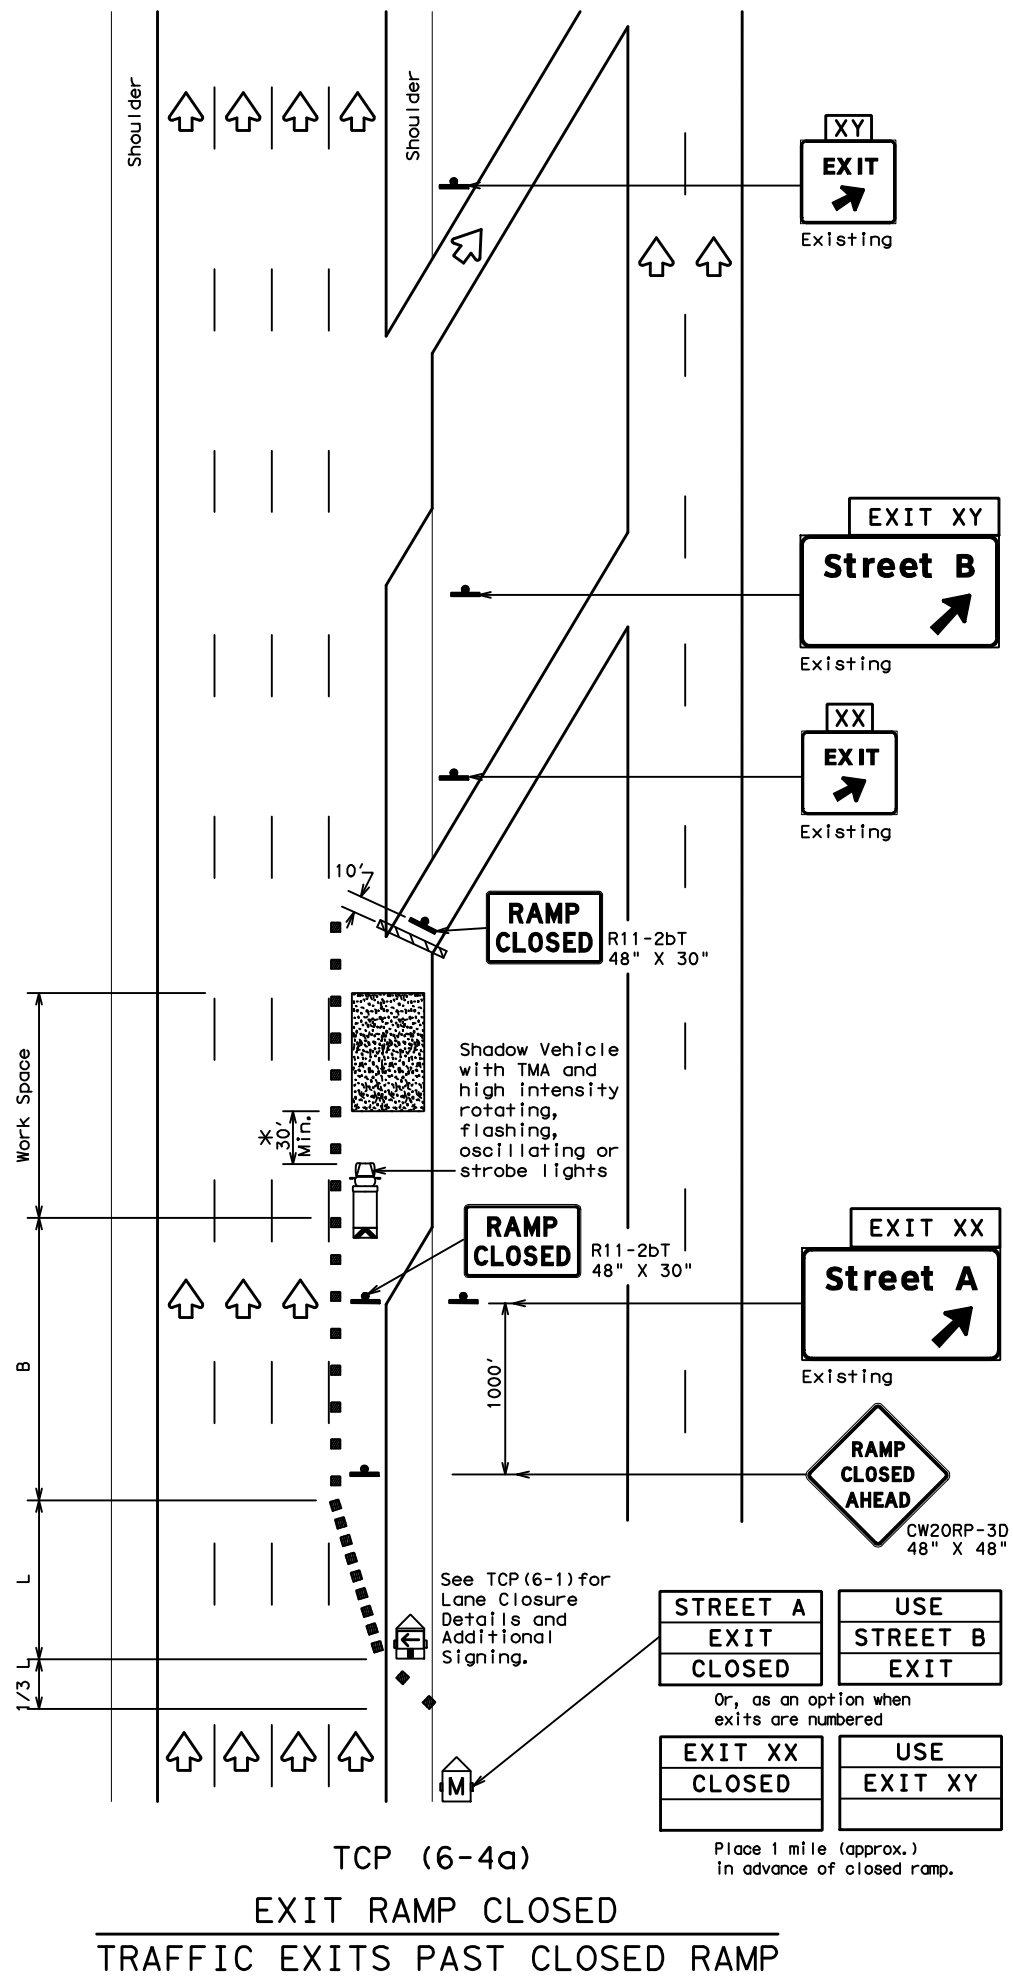 Shoulder
Shoulder
XY
EXIT
Existing
EXIT XY
Street B
Existing
XX
EXIT
Existing
10'
RAMP
CLOSED
R11-2bT
48" X 30"
Work Space
*
30'
Min.
Shadow Vehicle
with TMA and
high intensity
rotating,
flashing,
oscillating or
strobe lights
RAMP
CLOSED
R11-2bT
48" X 30"
EXIT XX
Street A
Existing
B
1000'
RAMP
CLOSED
AHEAD
CW20RP-3D
48" X 48"
L
See TCP(6-1)for
Lane Closure
Details and
Additional
Signing.
1/3 L
STREET A
EXIT
CLOSED
USE
STREET B
EXIT
Or, as an option when
exits are numbered
EXIT XX
CLOSED
USE
EXIT XY
M
Place 1 mile (approx.)
in advance of closed ramp.
TCP (6-4a)
EXIT RAMP CLOSED
TRAFFIC EXITS PAST CLOSED RAMP